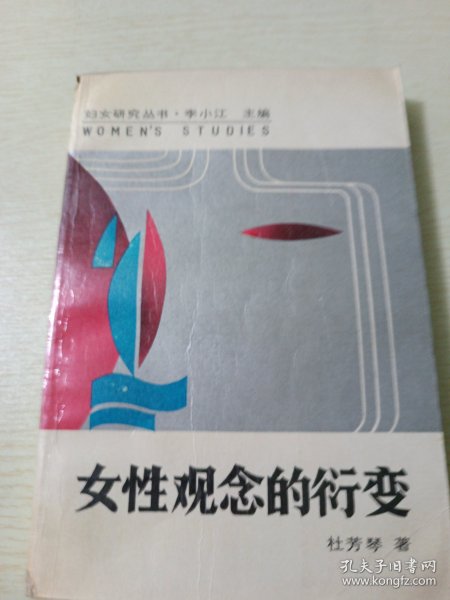 妇女研究丛书·李小江 主编
WOMEN'S STUDIES
女性观念的衍变
杜芳琴 著
孔夫子旧书网
www.kongfz.com